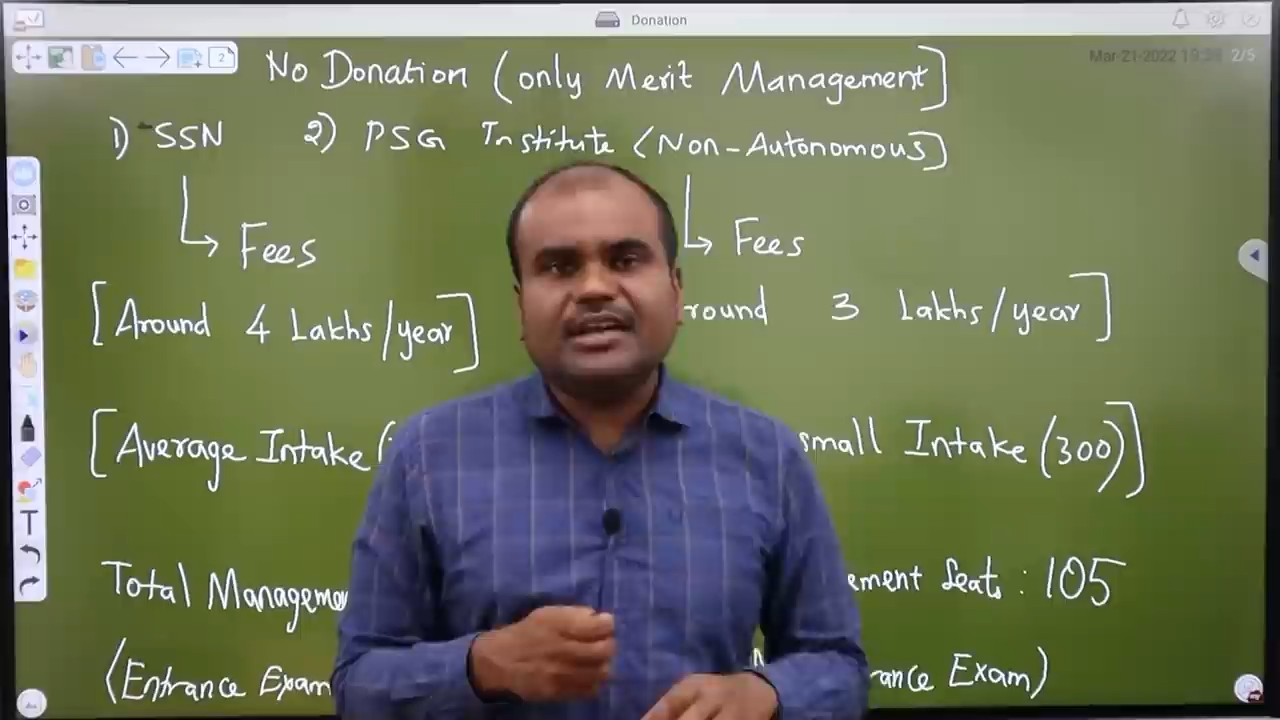 Donation
2
Mar-21-2022 2/5
No Donation (only Merit Management]
1) SSN 2) PSG Institute (Non-Autonomous]
Fees Fees
[Around 4 Lakhs/year] round 3 Lakhs/year]
[Average Intake ( small Intake (300)]
Total Manageme ement Seats : 105
(Entrance Exam rance Exam)
T